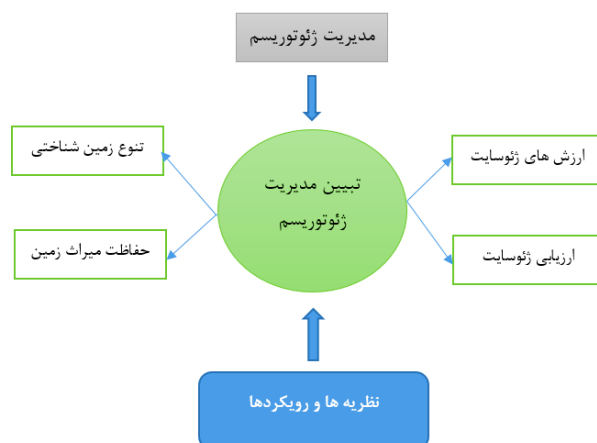 مدیریت ژئوتوریسم
ارزش های ژئوسایت
تنوع زمین شناختی
تبیین مدیریت
ژئوتوریسم
ارزیابی ژئوسایت
حفاظت میراث زمین
نظریه ها و رویکردها